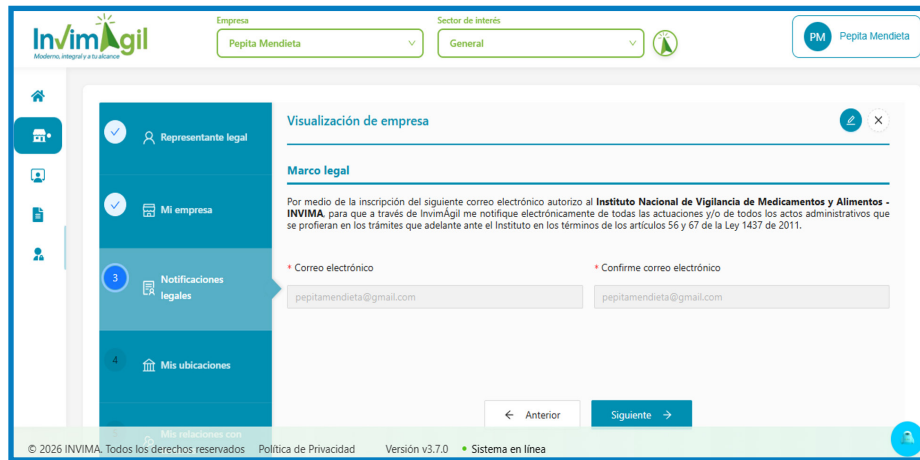 InvimÁgil
Moderno, integral y a tu alcance
Empresa
Pepita Mendieta
Sector de interés
General
PM
Pepita Mendieta
Representante legal
Mi empresa
3
Notificaciones
legales
4
Mis ubicaciones
Mis relaciones con
Visualización de empresa
Marco legal
Por medio de la inscripción del siguiente correo electrónico autorizo al Instituto Nacional de Vigilancia de Medicamentos y Alimentos -
INVIMA, para que a través de InvimÁgil me notifique electrónicamente de todas las actuaciones y/o de todos los actos administrativos que
se profieran en los trámites que adelante ante el Instituto en los términos de los artículos 56 y 67 de la Ley 1437 de 2011.
* Correo electrónico
pepitamendieta@gmail.com
* Confirme correo electrónico
pepitamendieta@gmail.com
← Anterior
Siguiente →
© 2026 INVIMA. Todos los derechos reservados Política de Privacidad Versión v3.7.0 • Sistema en línea